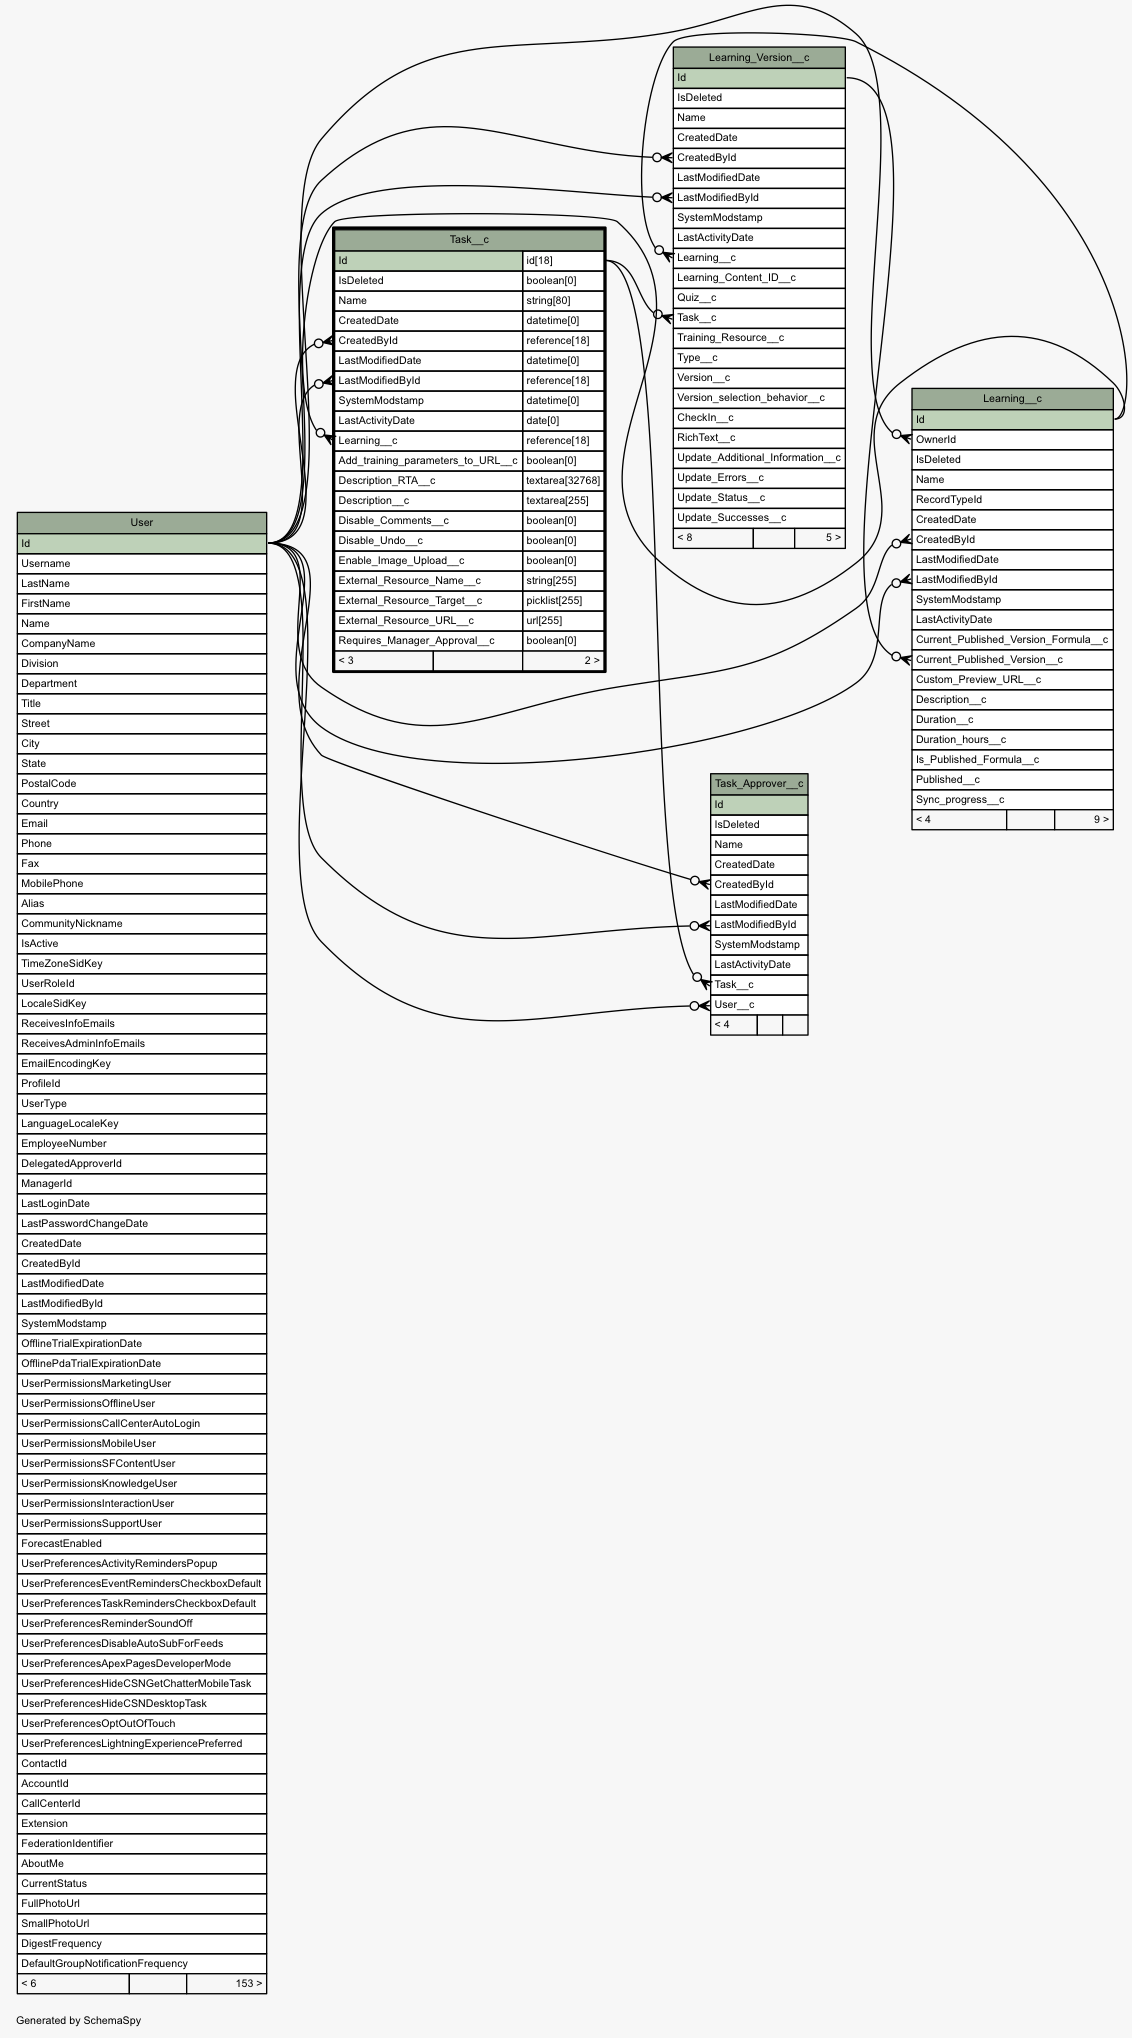 Learning_Version__c
Id
IsDeleted
Name
CreatedDate
CreatedById
LastModifiedDate
LastModifiedById
SystemModstamp
LastActivityDate
Learning__c
Learning_Content_ID__c
Quiz__c
Task__c
Training_Resource__c
Type__c
Version__c
Version_selection_behavior__c
CheckIn__c
RichText__c
Update_Additional_Information__c
Update_Errors__c
Update_Status__c
Update_Successes__c
< 8 5 >
Task__c
Id id[18]
IsDeleted boolean[0]
Name string[80]
CreatedDate datetime[0]
CreatedById reference[18]
LastModifiedDate datetime[0]
LastModifiedById reference[18]
SystemModstamp datetime[0]
LastActivityDate date[0]
Learning__c reference[18]
Add_training_parameters_to_URL__c boolean[0]
Description_RTA__c textarea[32768]
Description__c textarea[255]
Disable_Comments__c boolean[0]
Disable_Undo__c boolean[0]
Enable_Image_Upload__c boolean[0]
External_Resource_Name__c string[255]
External_Resource_Target__c picklist[255]
External_Resource_URL__c url[255]
Requires_Manager_Approval__c boolean[0]
< 3 2 >
Learning__c
Id
OwnerId
IsDeleted
Name
RecordTypeId
CreatedDate
CreatedById
LastModifiedDate
LastModifiedById
SystemModstamp
LastActivityDate
Current_Published_Version_Formula__c
Current_Published_Version__c
Custom_Preview_URL__c
Description__c
Duration__c
Duration_hours__c
Is_Published_Formula__c
Published__c
Sync_progress__c
< 4 9 >
Task_Approver__c
Id
IsDeleted
Name
CreatedDate
CreatedById
LastModifiedDate
LastModifiedById
SystemModstamp
LastActivityDate
Task__c
User__c
< 4
User
Id
Username
LastName
FirstName
Name
CompanyName
Division
Department
Title
Street
City
State
PostalCode
Country
Email
Phone
Fax
MobilePhone
Alias
CommunityNickname
IsActive
TimeZoneSidKey
UserRoleId
LocaleSidKey
ReceivesInfoEmails
ReceivesAdminInfoEmails
EmailEncodingKey
ProfileId
UserType
LanguageLocaleKey
EmployeeNumber
DelegatedApproverId
ManagerId
LastLoginDate
LastPasswordChangeDate
CreatedDate
CreatedById
LastModifiedDate
LastModifiedById
SystemModstamp
OfflineTrialExpirationDate
OfflinePdaTrialExpirationDate
UserPermissionsMarketingUser
UserPermissionsOfflineUser
UserPermissionsCallCenterAutoLogin
UserPermissionsMobileUser
UserPermissionsSFContentUser
UserPermissionsKnowledgeUser
UserPermissionsInteractionUser
UserPermissionsSupportUser
ForecastEnabled
UserPreferencesActivityRemindersPopup
UserPreferencesEventRemindersCheckboxDefault
UserPreferencesTaskRemindersCheckboxDefault
UserPreferencesReminderSoundOff
UserPreferencesDisableAutoSubForFeeds
UserPreferencesApexPagesDeveloperMode
UserPreferencesHideCSNGetChatterMobileTask
UserPreferencesHideCSNDesktopTask
UserPreferencesOptOutOfTouch
UserPreferencesLightningExperiencePreferred
ContactId
AccountId
CallCenterId
Extension
FederationIdentifier
AboutMe
CurrentStatus
FullPhotoUrl
SmallPhotoUrl
DigestFrequency
DefaultGroupNotificationFrequency
< 6 153 >
Generated by SchemaSpy